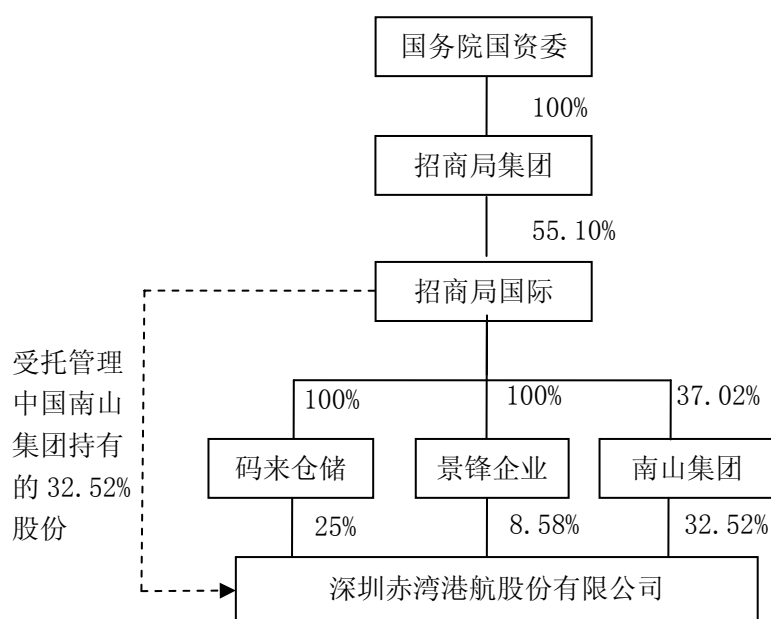 国务院国资委
100%
招商局集团
55.10%
招商局国际
受托管理
中国南山
集团持有
的 32.52%
股份
100%
100%
37.02%
码来仓储
景锋企业
南山集团
25%
8.58%
32.52%
深圳赤湾港航股份有限公司